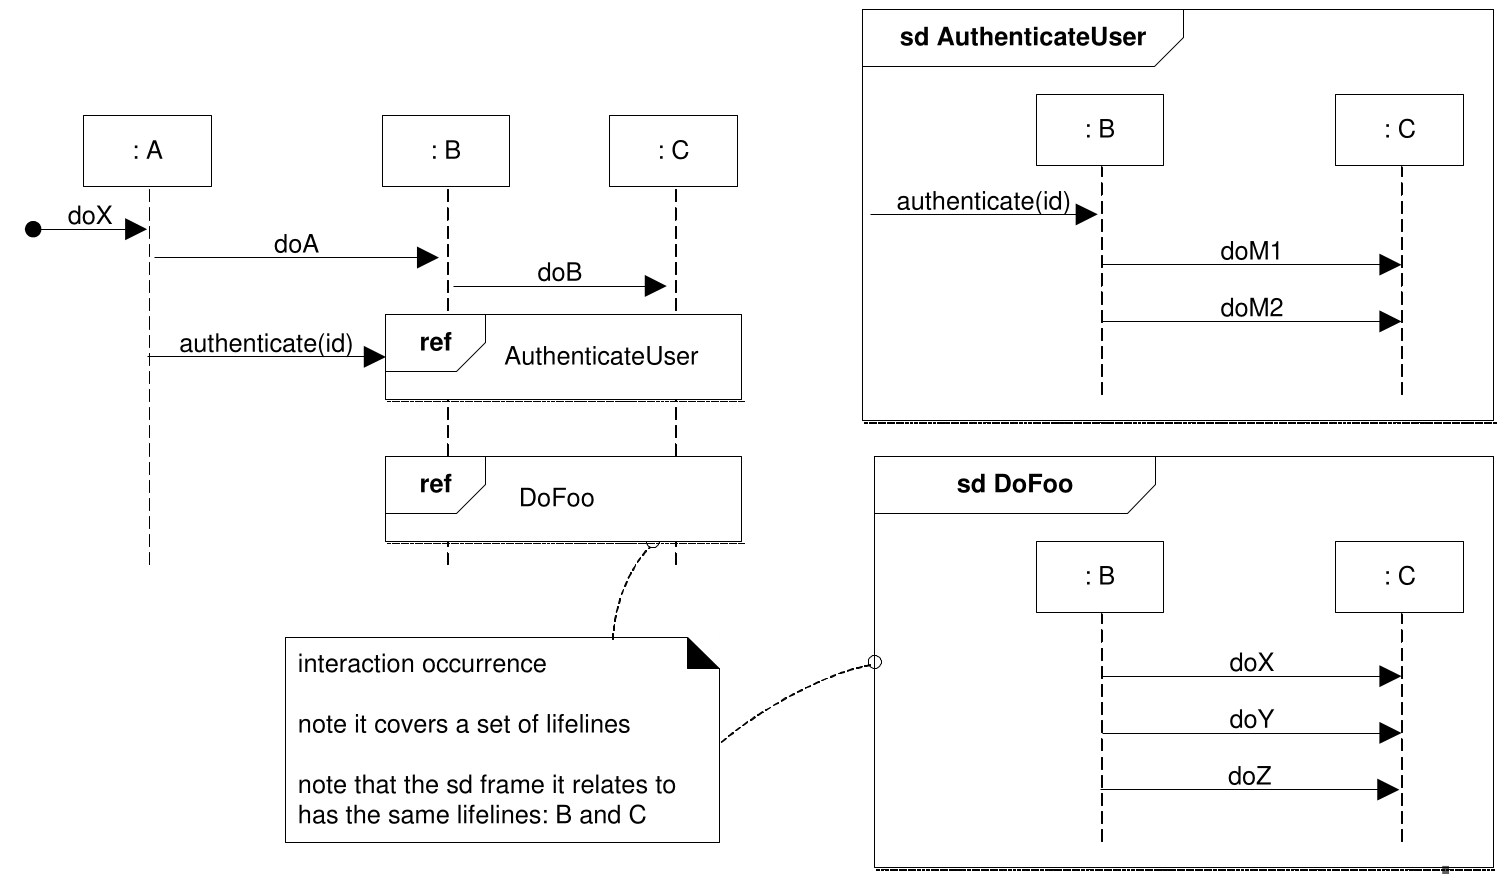 : A
: B
: C
doX
doA
doB
authenticate(id)
ref
AuthenticateUser
ref
DoFoo
interaction occurrence
note it covers a set of lifelines
note that the sd frame it relates to
has the same lifelines: B and C
sd AuthenticateUser
: B
: C
authenticate(id)
doM1
doM2
sd DoFoo
: B
: C
doX
doY
doZ